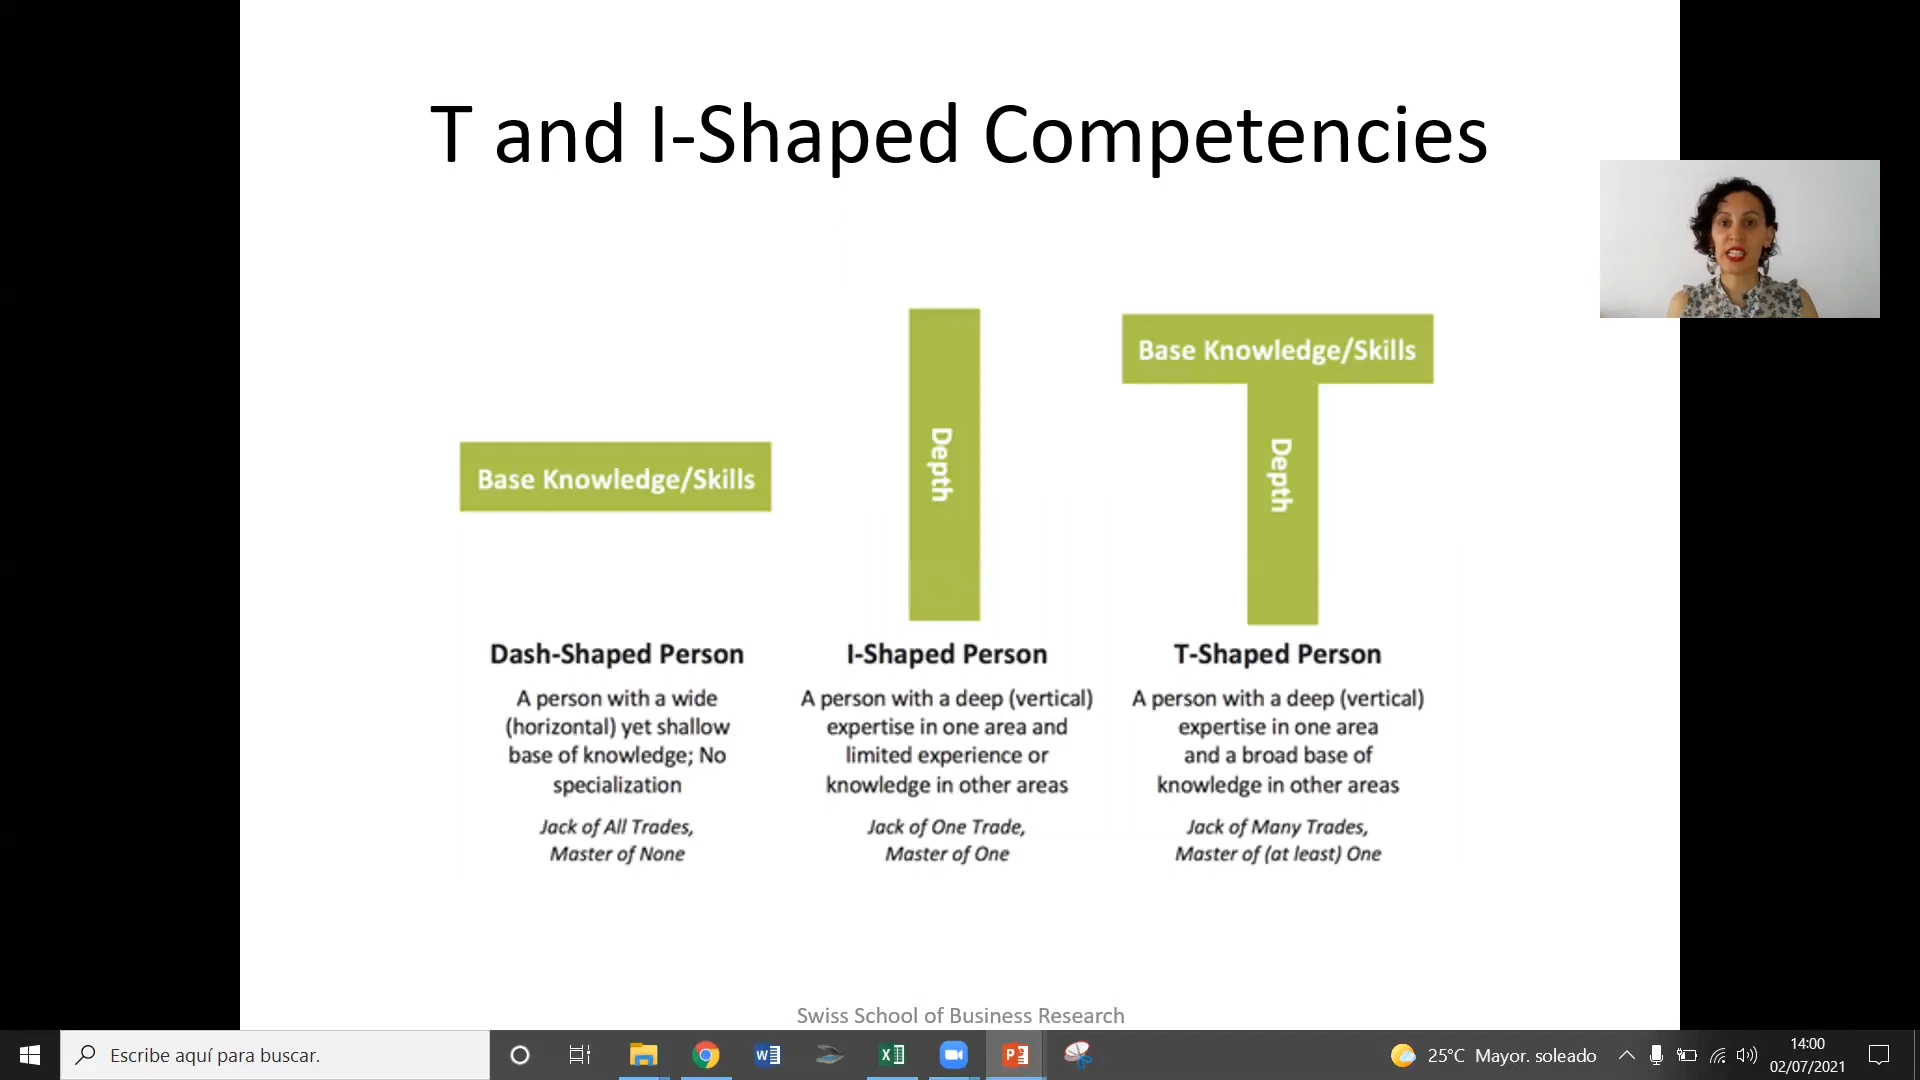 T and I-Shaped Competencies
Base Knowledge/Skills
Depth
Base Knowledge/Skills
Depth
Dash-Shaped Person
A person with a wide
(horizontal) yet shallow
base of knowledge; No
specialization
Jack of All Trades,
Master of None
I-Shaped Person
A person with a deep (vertical)
expertise in one area and
limited experience or
knowledge in other areas
Jack of One Trade,
Master of One
T-Shaped Person
A person with a deep (vertical)
expertise in one area
and a broad base of
knowledge in other areas
Jack of Many Trades,
Master of (at least) One
Swiss School of Business Research
Escribe aquí para buscar.
25°C Mayor. soleado
14:00
02/07/2021